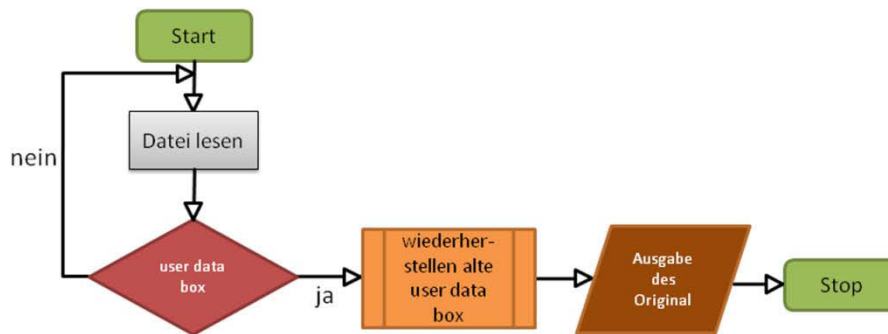 Start
Datei lesen
nein
user data
box
ja
wiederher-
stellen alte
user data
box
Ausgabe
des
Original
Stop